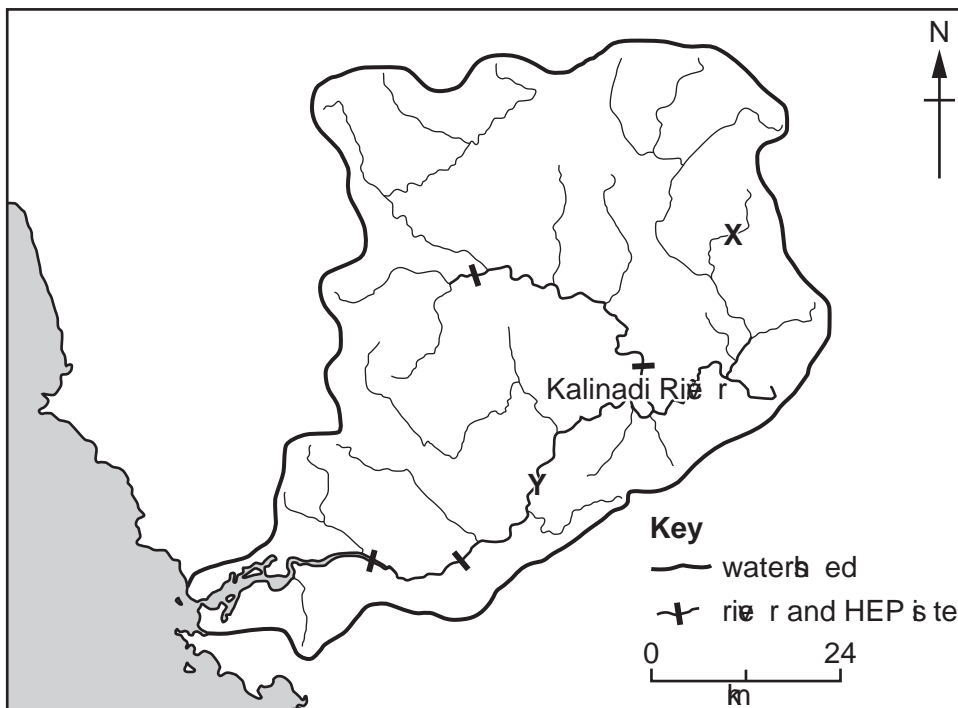 N
X
Kalinadi River
Y
Key
watershed
river and HEP site
0 24
km